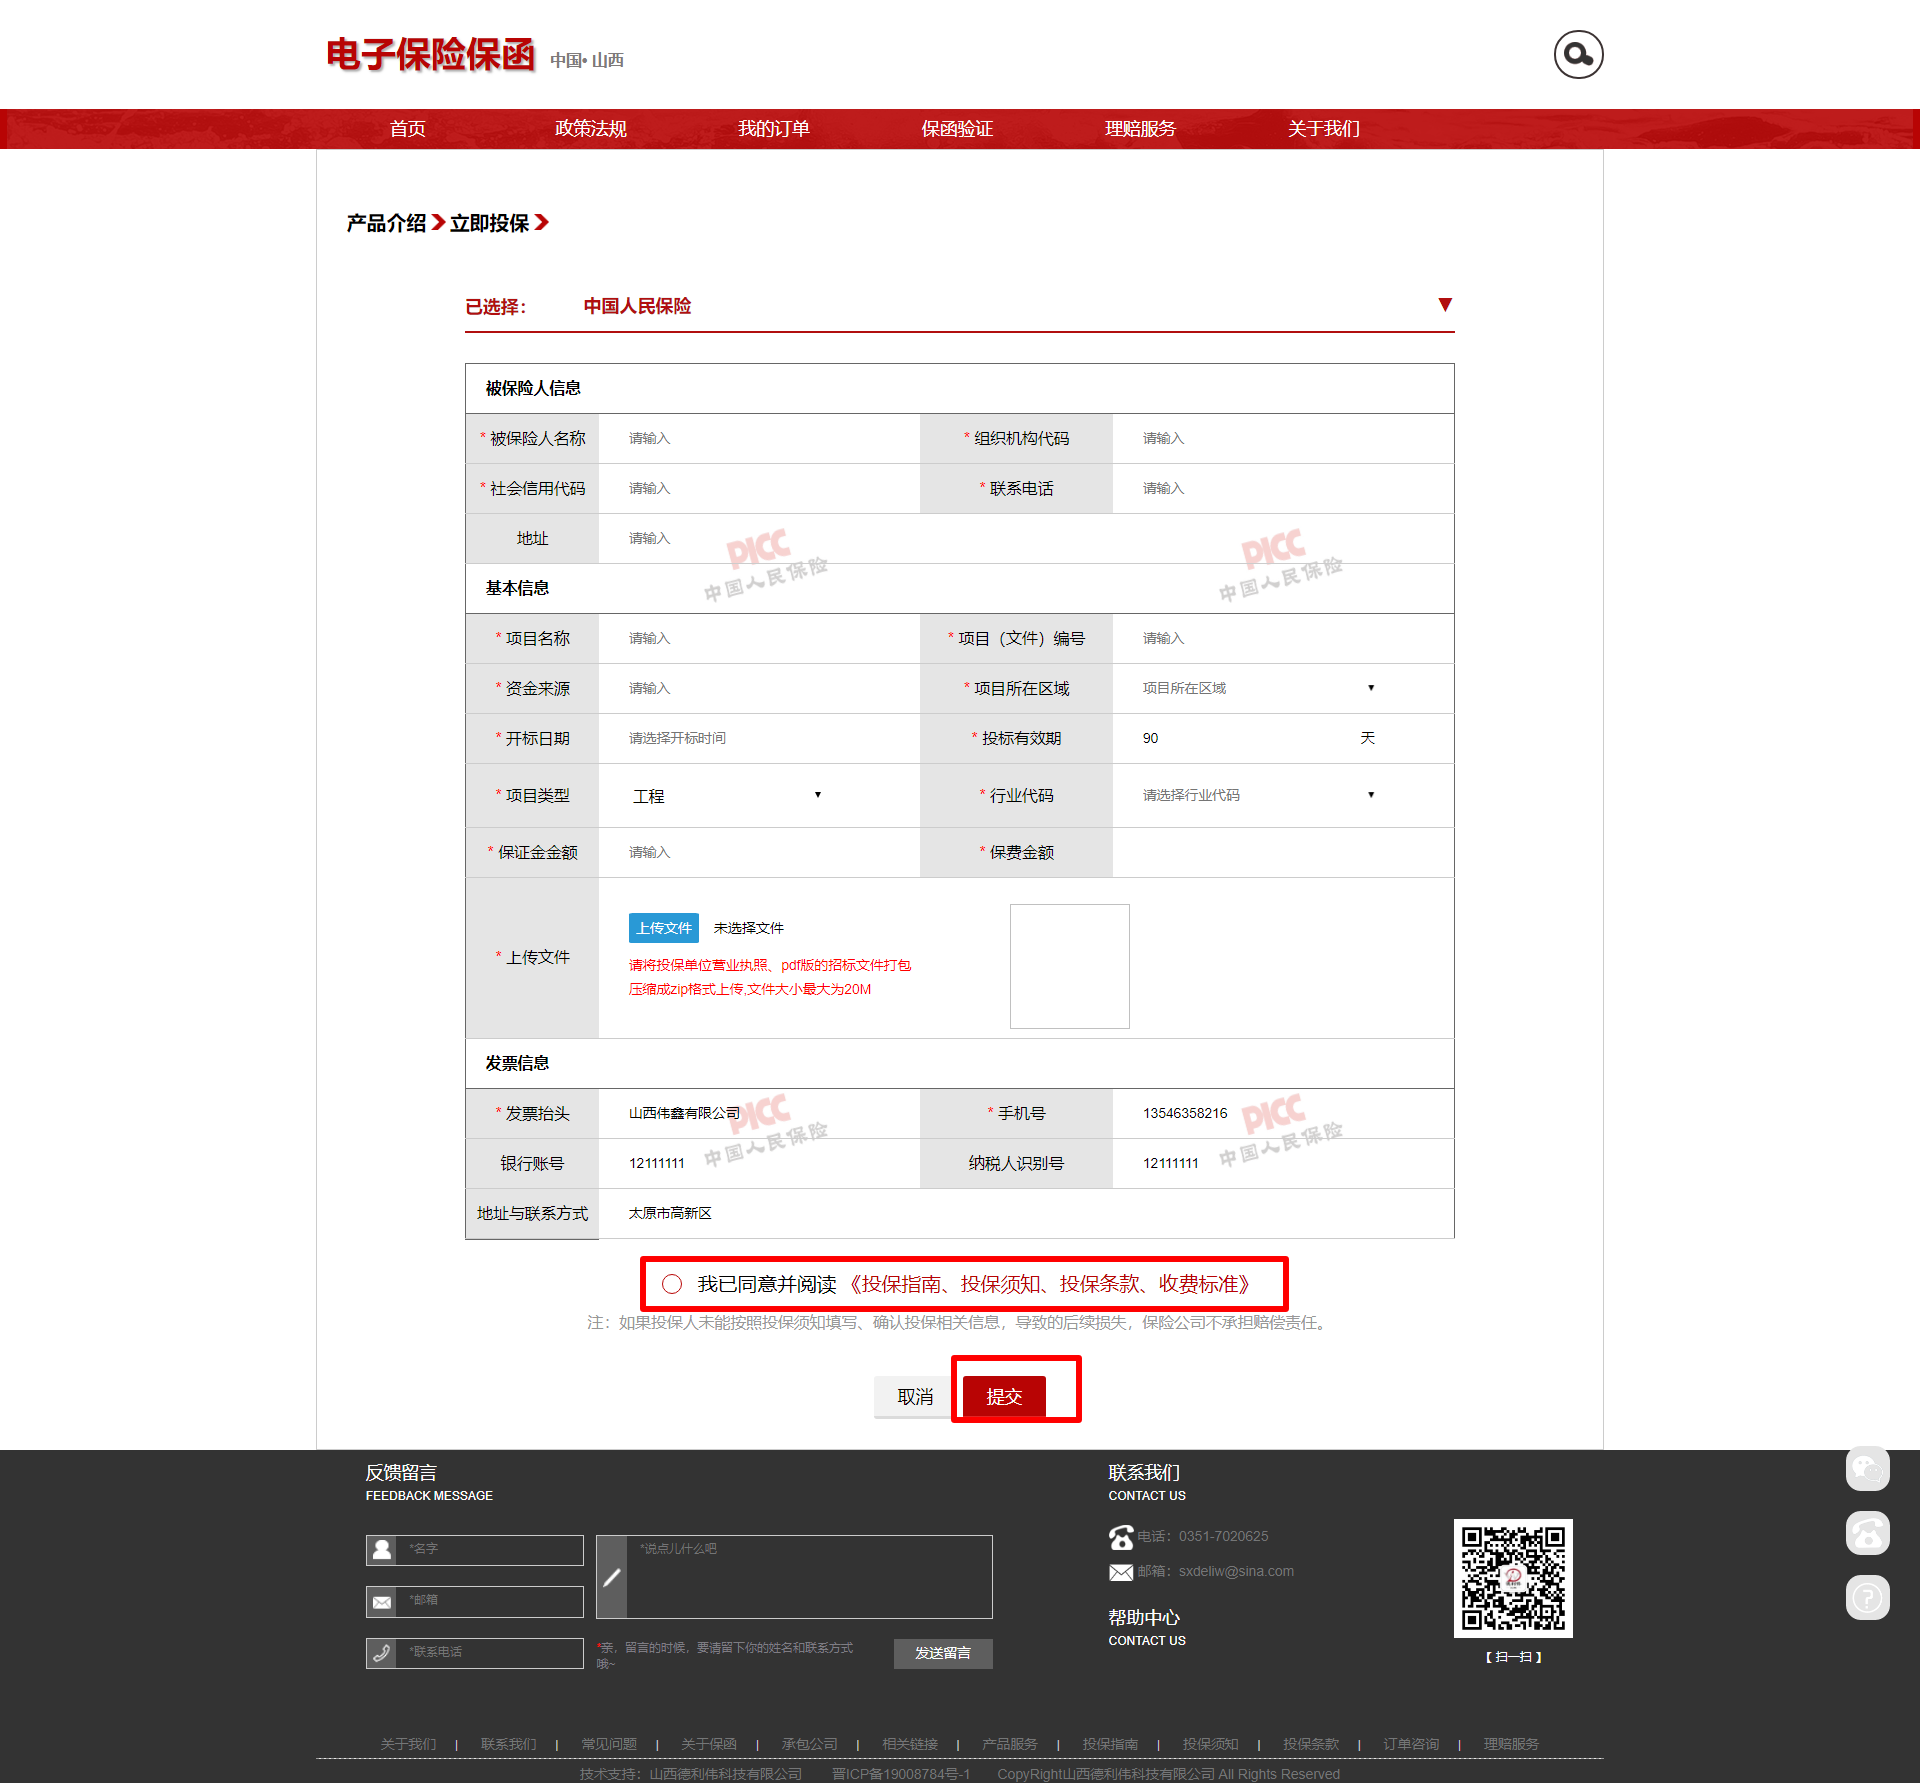 电子保险保函 中国·山西
首页 政策法规 我的订单 保函验证 理赔服务 关于我们
产品介绍 立即投保
已选择： 中国人民保险 ▼
被保险人信息
* 被保险人名称 请输入 * 组织机构代码 请输入
* 社会信用代码 请输入 * 联系电话 请输入
地址 请输入
PICC 中国人民保险 PICC 中国人民保险
基本信息
* 项目名称 请输入 * 项目（文件）编号 请输入
* 资金来源 请输入 * 项目所在区域 项目所在区域 ▼
* 开标日期 请选择开标时间 * 投标有效期 90 天
* 项目类型 工程 ▼ * 行业代码 请选择行业代码 ▼
* 保证金金额 请输入 * 保费金额
* 上传文件 上传文件 未选择文件
请将投保单位营业执照、pdf版的招标文件打包
压缩成zip格式上传,文件大小最大为20M
发票信息
* 发票抬头 山西伟鑫有限公司 * 手机号 13546358216
PICC 中国人民保险 PICC 中国人民保险
银行账号 12111111 纳税人识别号 12111111
地址与联系方式 太原市高新区
我已同意并阅读 《投保指南、投保须知、投保条款、收费标准》
注：如果投保人未能按照投保须知填写、确认投保相关信息，导致的后续损失，保险公司不承担赔偿责任。
取消 提交
反馈留言
FEEDBACK MESSAGE
*名字
*邮箱
*联系电话
*说点儿什么吧
*亲，留言的时候，要请留下你的姓名和联系方式
哦~
发送留言
联系我们
CONTACT US
电话：0351-7020625
邮箱：sxdeliw@sina.com
帮助中心
CONTACT US
【 扫一扫 】
关于我们 | 联系我们 | 常见问题 | 关于保函 | 承包公司 | 相关链接 | 产品服务 | 投保指南 | 投保须知 | 投保条款 | 订单咨询 | 理赔服务
技术支持：山西德利伟科技有限公司 晋ICP备19008784号-1 CopyRight山西德利伟科技有限公司 All Rights Reserved